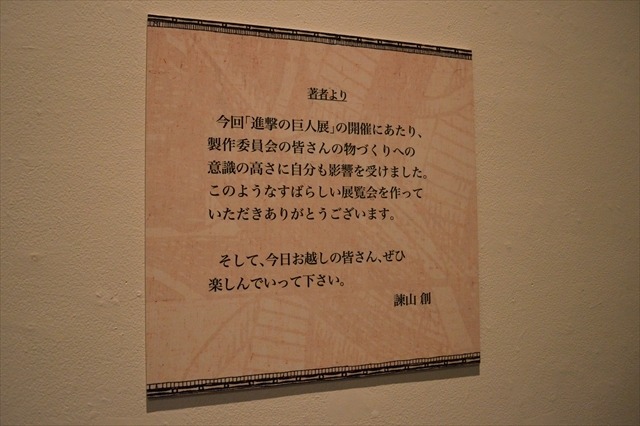 著者より
今回「進撃の巨人展」の開催にあたり、
製作委員会の皆さんの物づくりへの
意識の高さに自分も影響を受けました。
このようなすばらしい展覧会を作って
いただきありがとうございます。
そして、今日お越しの皆さん、ぜひ
楽しんでいって下さい。
諫山 創